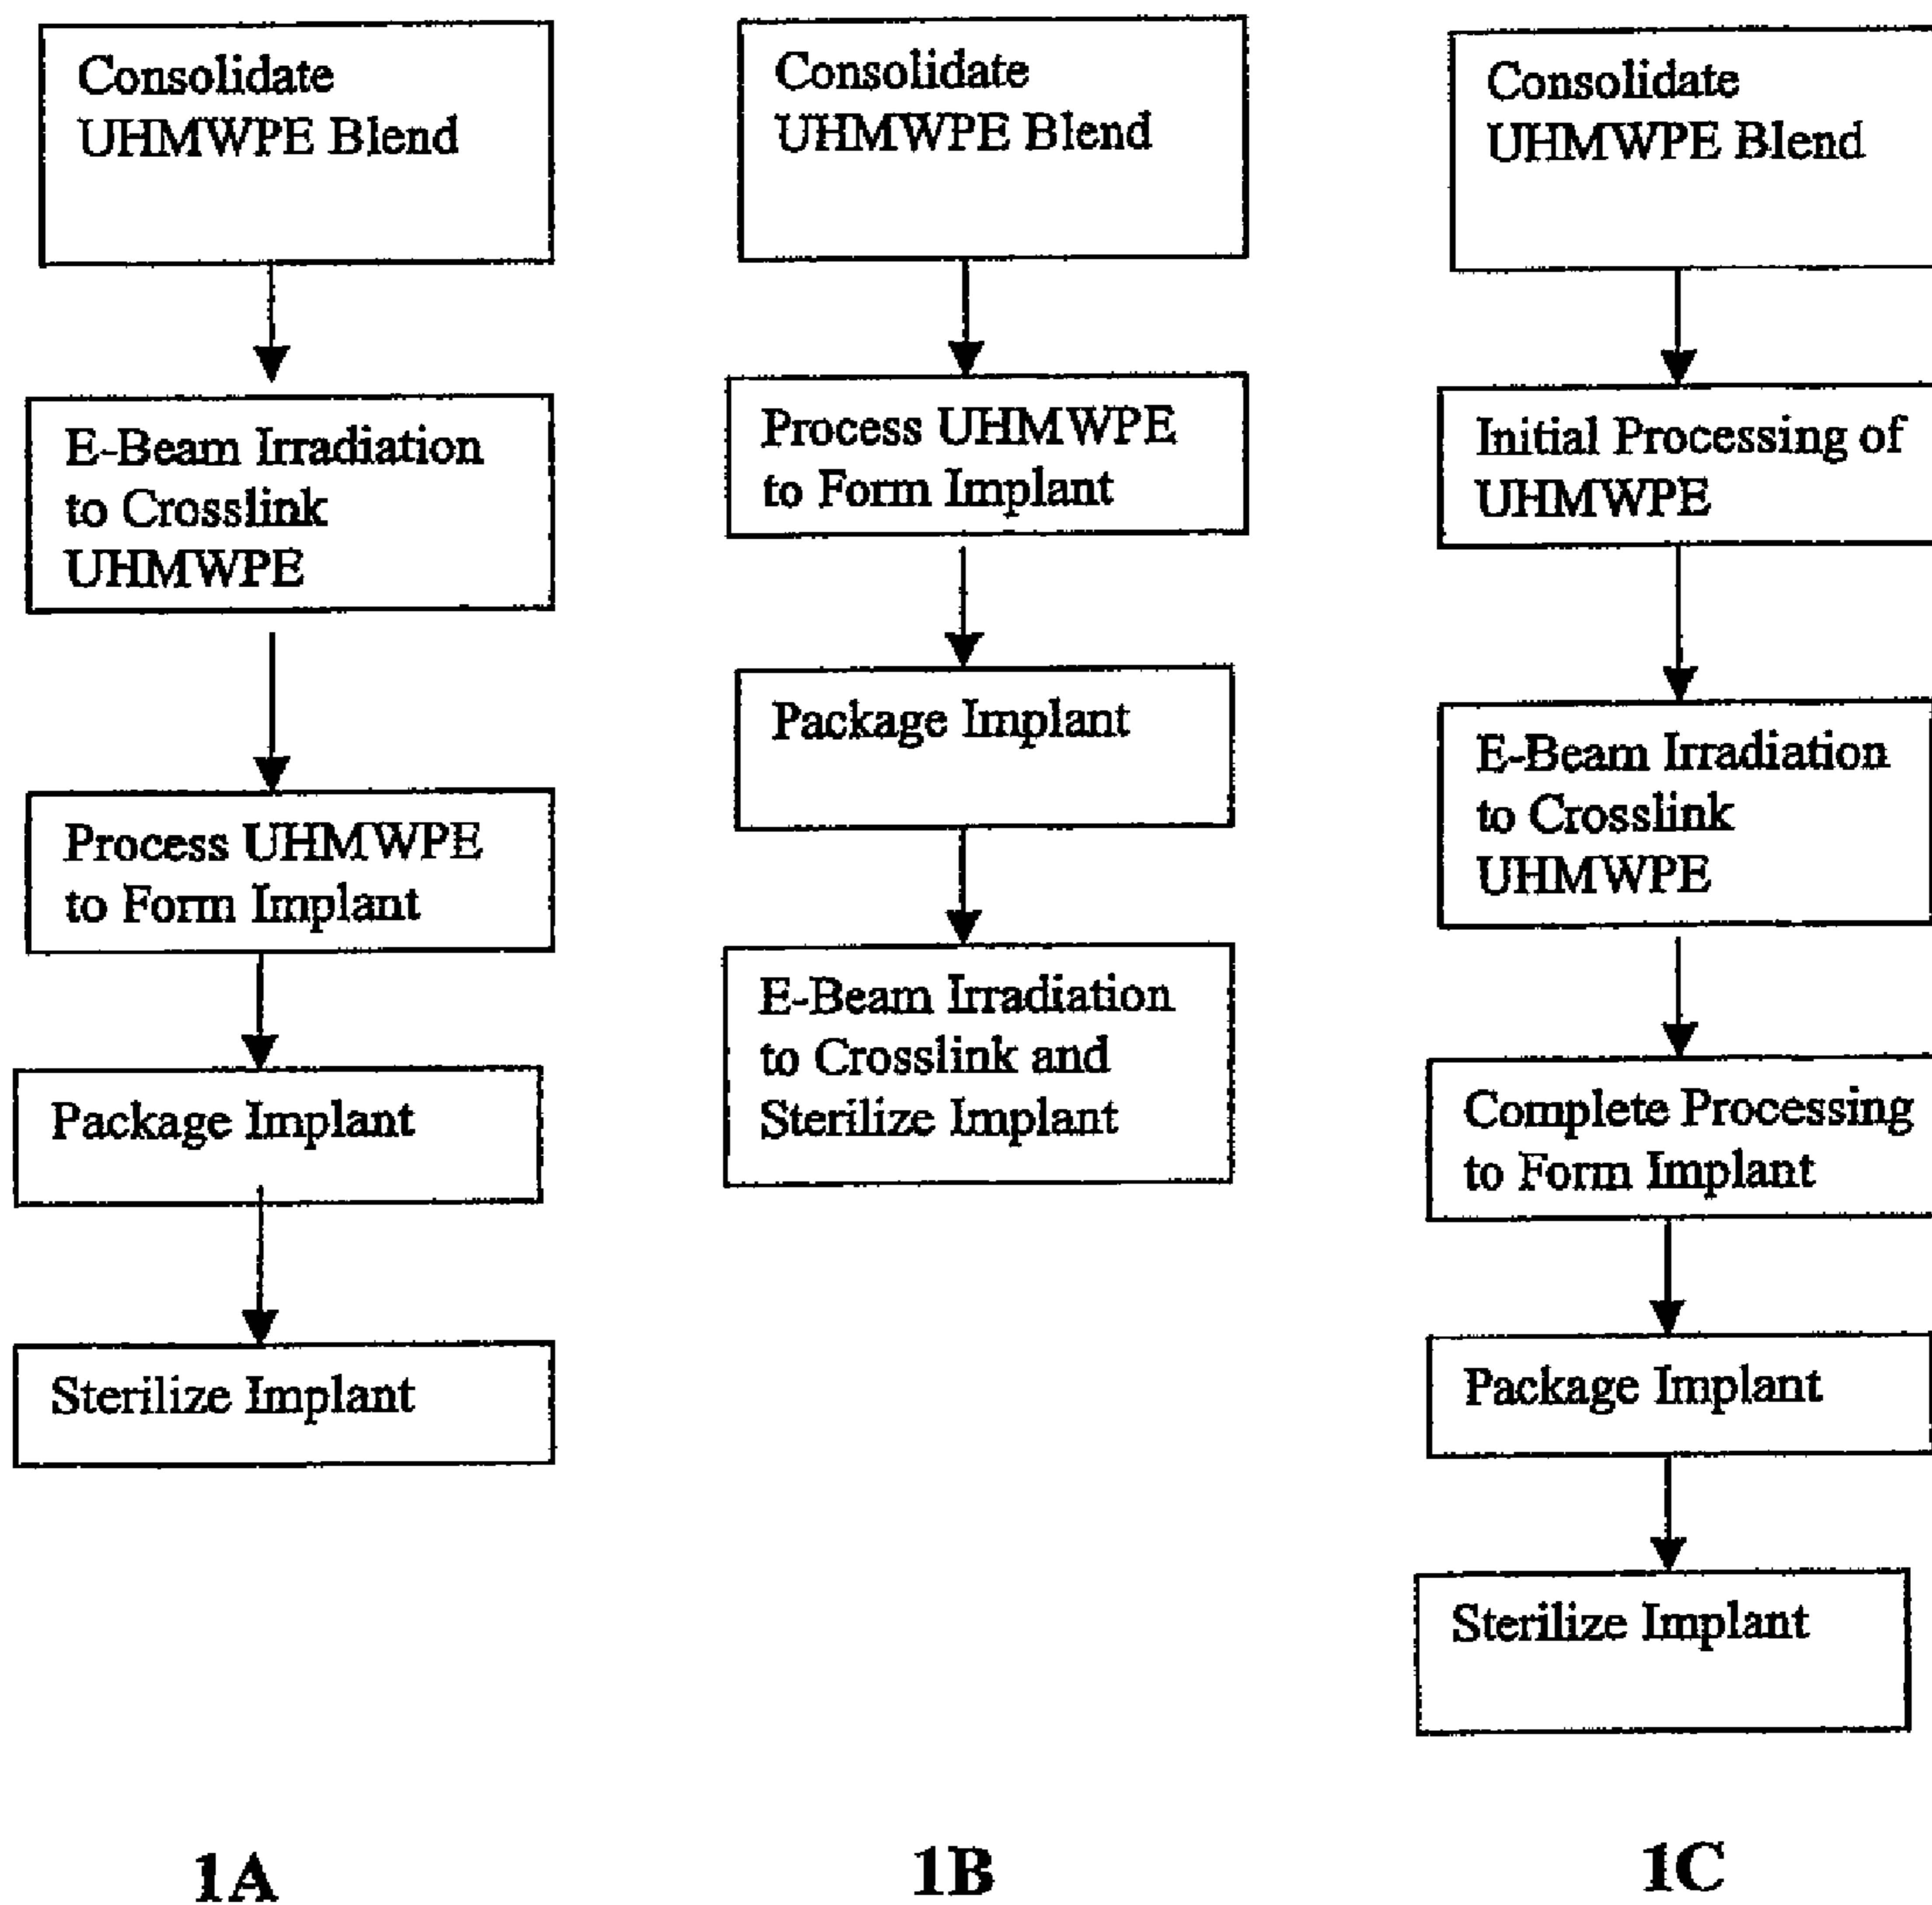 Consolidate
UHMWPE Blend
E-Beam Irradiation
to Crosslink
UHMWPE
Process UHMWPE
to Form Implant
Package Implant
Sterilize Implant
1A
Consolidate
UHMWPE Blend
Process UHMWPE
to Form Implant
Package Implant
E-Beam Irradiation
to Crosslink and
Sterilize Implant
1B
Consolidate
UHMWPE Blend
Initial Processing of
UHMWPE
E-Beam Irradiation
to Crosslink
UHMWPE
Complete Processing
to Form Implant
Package Implant
Sterilize Implant
1C